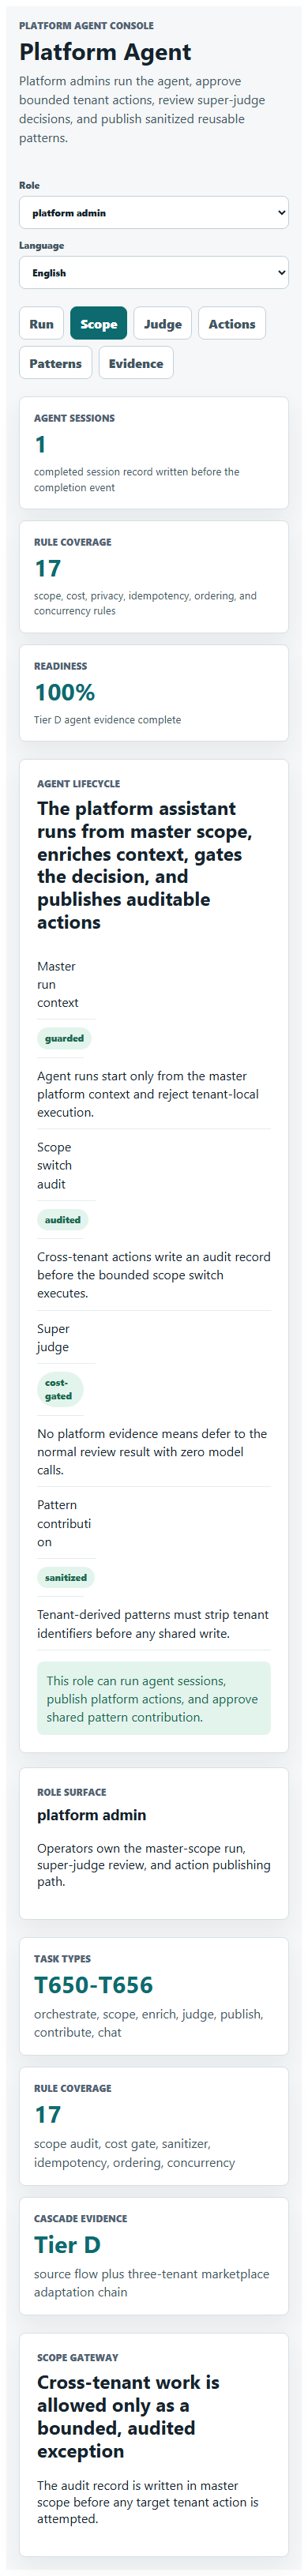 PLATFORM AGENT CONSOLE
Platform Agent
Platform admins run the agent, approve
bounded tenant actions, review super-judge
decisions, and publish sanitized reusable
patterns.
Role
platform admin
Language
English
Run Scope Judge Actions
Patterns Evidence
AGENT SESSIONS
1
completed session record written before the
completion event
RULE COVERAGE
17
scope, cost, privacy, idempotency, ordering, and
concurrency rules
READINESS
100%
Tier D agent evidence complete
AGENT LIFECYCLE
The platform assistant
runs from master scope,
enriches context, gates
the decision, and
publishes auditable
actions
Master
run
context
guarded
Agent runs start only from the master
platform context and reject tenant-local
execution.
Scope
switch
audit
audited
Cross-tenant actions write an audit record
before the bounded scope switch
executes.
Super
judge
cost-
gated
No platform evidence means defer to the
normal review result with zero model
calls.
Pattern
contributi
on
sanitized
Tenant-derived patterns must strip tenant
identifiers before any shared write.
This role can run agent sessions,
publish platform actions, and approve
shared pattern contribution.
ROLE SURFACE
platform admin
Operators own the master-scope run,
super-judge review, and action publishing
path.
TASK TYPES
T650-T656
orchestrate, scope, enrich, judge, publish,
contribute, chat
RULE COVERAGE
17
scope audit, cost gate, sanitizer,
idempotency, ordering, concurrency
CASCADE EVIDENCE
Tier D
source flow plus three-tenant marketplace
adaptation chain
SCOPE GATEWAY
Cross-tenant work is
allowed only as a
bounded, audited
exception
The audit record is written in master
scope before any target tenant action is
attempted.